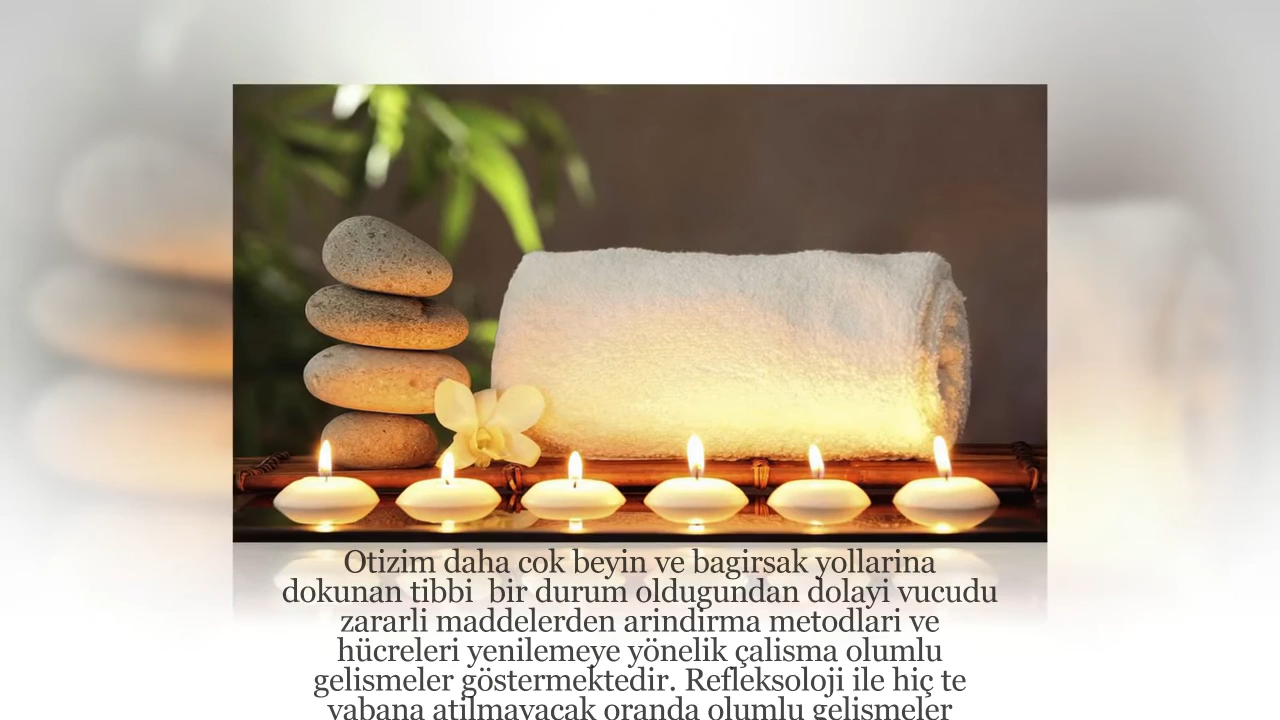 Otizim daha cok beyin ve bagirsak yollarina
dokunan tibbi  bir durum oldugundan dolayi vucudu
zararli maddelerden arindirma metodlari ve
hücreleri yenilemeye yönelik çalisma olumlu
gelismeler göstermektedir. Refleksoloji ile hiç te
yabana atilmayacak oranda olumlu gelismeler